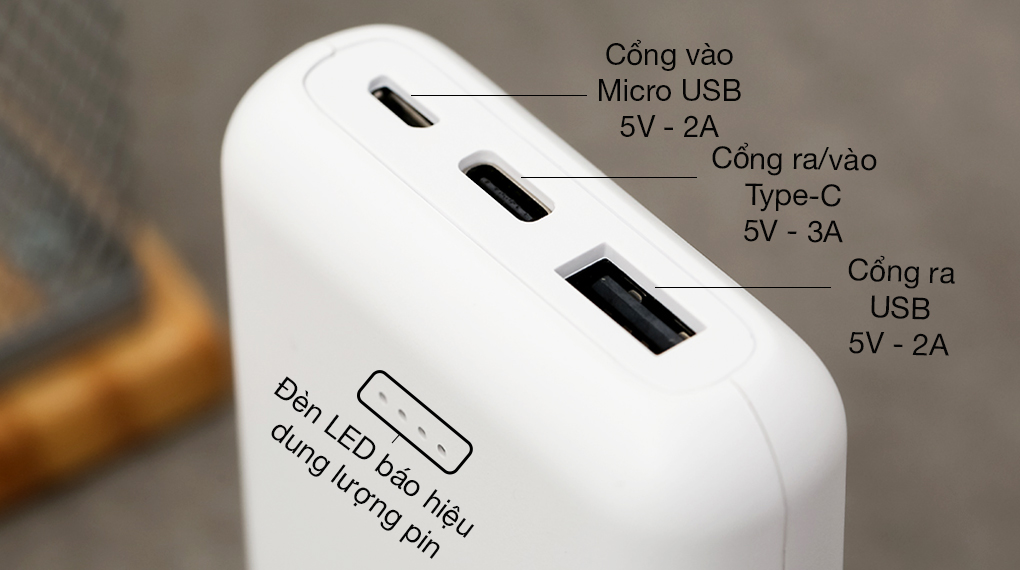 Cổng vào
Micro USB
5V - 2A
Cổng ra/vào
Type-C
5V - 3A
Cổng ra
USB
5V - 2A
Đèn LED báo hiệu
dung lượng pin